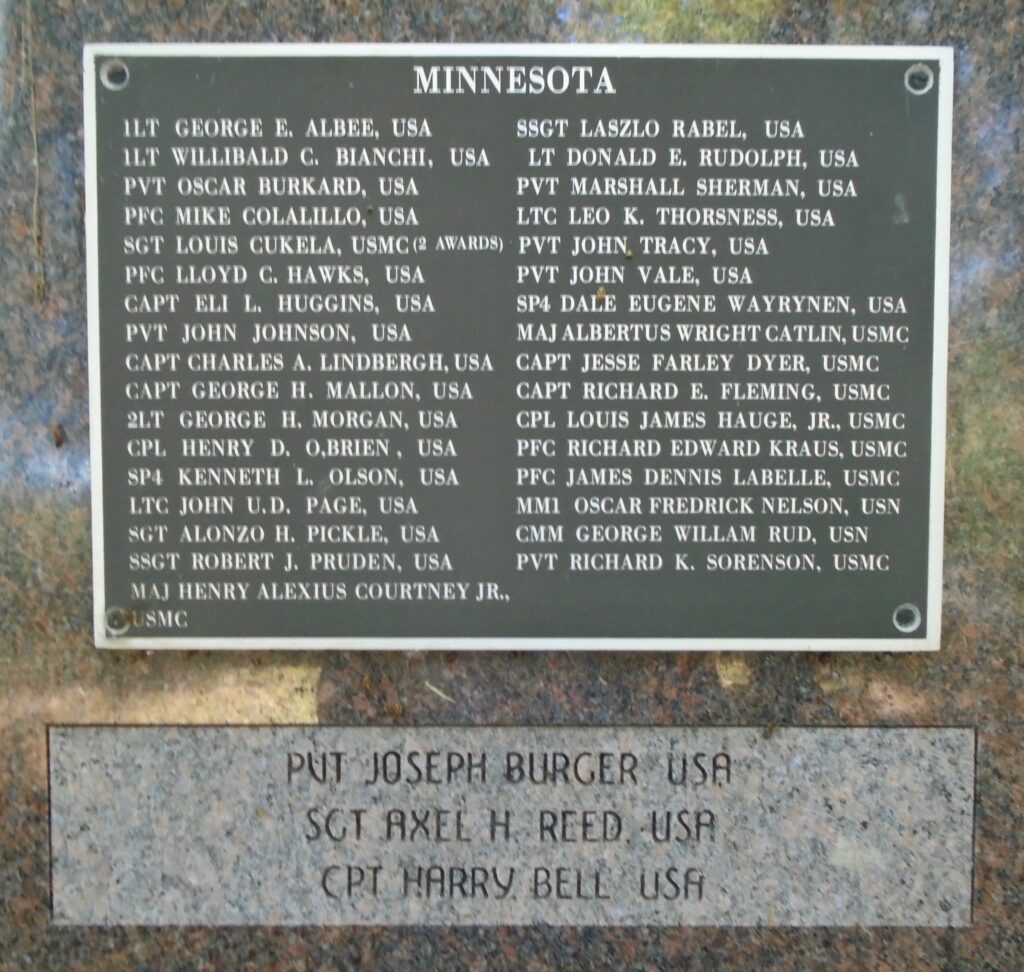 MINNESOTA
1LT GEORGE E. ALBEE, USA
1LT WILLIBALD C. BIANCHI, USA
PVT OSCAR BURKARD, USA
PFC MIKE COLALILLO, USA
SGT LOUIS CUKELA, USMC (2 AWARDS)
PFC LLOYD C. HAWKS, USA
CAPT ELI L. HUGGINS, USA
PVT JOHN JOHNSON, USA
CAPT CHARLES A. LINDBERGH, USA
CAPT GEORGE H. MALLON, USA
2LT GEORGE H. MORGAN, USA
CPL HENRY D. O,BRIEN, USA
SP4 KENNETH L. OLSON, USA
LTC JOHN U.D. PAGE, USA
SGT ALONZO H. PICKLE, USA
SSGT ROBERT J. PRUDEN, USA
MAJ HENRY ALEXIUS COURTNEY JR.,
USMC
SSGT LASZLO RABEL, USA
LT DONALD E. RUDOLPH, USA
PVT MARSHALL SHERMAN, USA
LTC LEO K. THORSNESS, USA
PVT JOHN TRACY, USA
PVT JOHN VALE, USA
SP4 DALE EUGENE WAYRYNEN, USA
MAJ ALBERTUS WRIGHT CATLIN, USMC
CAPT JESSE FARLEY DYER, USMC
CAPT RICHARD E. FLEMING, USMC
CPL LOUIS JAMES HAUGE, JR., USMC
PFC RICHARD EDWARD KRAUS, USMC
PFC JAMES DENNIS LABELLE, USMC
MM1 OSCAR FREDRICK NELSON, USN
CMM GEORGE WILLAM RUD, USN
PVT RICHARD K. SORENSON, USMC
PVT JOSEPH BURGER USA
SGT AXEL H. REED. USA
CPT HARRY BELL USA